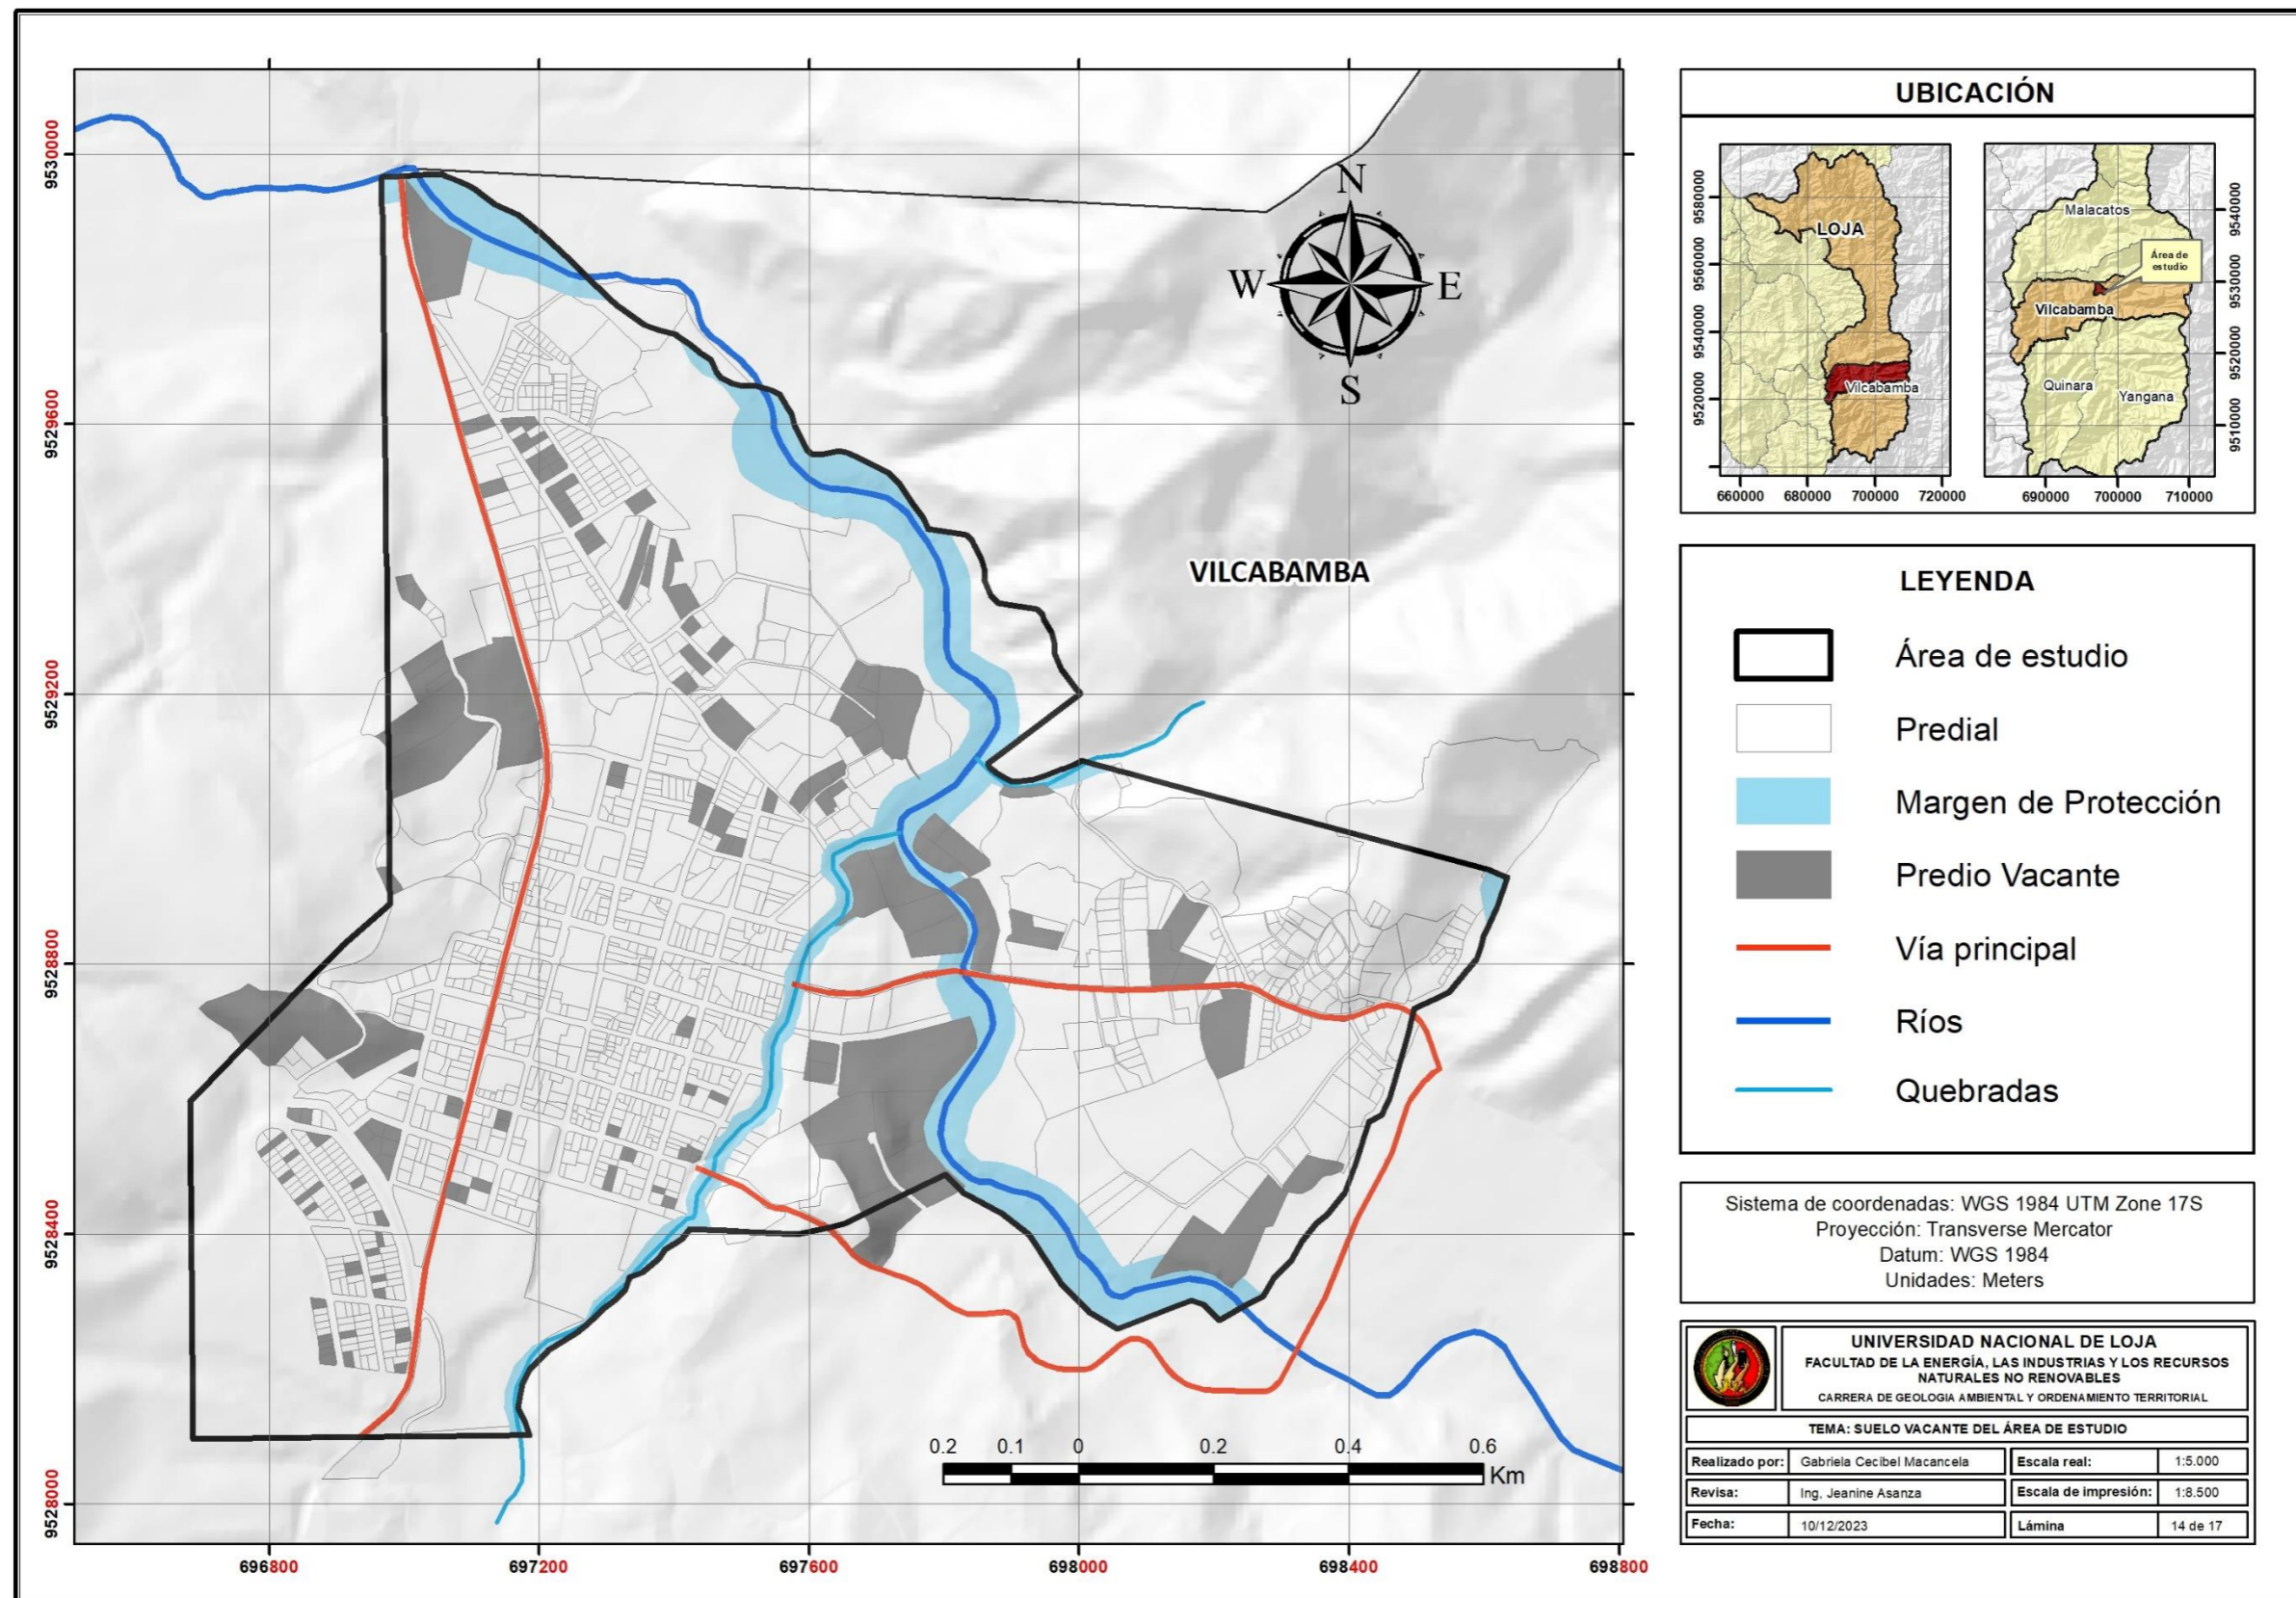 9530000
9529600
9529200
9528800
9528400
9528000
696800
697200
697600
698000
698400
698800
N
W
E
S
VILCABAMBA
0.2
0.1
0
0.2
0.4
0.6
Km
UBICACIÓN
9580000
9560000
9540000
9520000
LOJA
Vilcabamba
660000
680000
700000
720000
Malacatos
Área de
estudio
Vilcabamba
Quinara
Yangana
9540000
9530000
9520000
9510000
690000
700000
710000
LEYENDA
Área de estudio
Predial
Margen de Protección
Predio Vacante
Vía principal
Ríos
Quebradas
Sistema de coordenadas: WGS 1984 UTM Zone 17S
Proyección: Transverse Mercator
Datum: WGS 1984
Unidades: Meters
UNIVERSIDAD NACIONAL DE LOJA
FACULTAD DE LA ENERGÍA, LAS INDUSTRIAS Y LOS RECURSOS
NATURALES NO RENOVABLES
CARRERA DE GEOLOGIA AMBIENTAL Y ORDENAMIENTO TERRITORIAL
TEMA: SUELO VACANTE DEL ÁREA DE ESTUDIO
Realizado por: Gabriela Cecibel Macancela Escala real: 1:5.000
Revisa: Ing. Jeanine Asanza Escala de impresión: 1:8.500
Fecha: 10/12/2023 Lámina 14 de 17